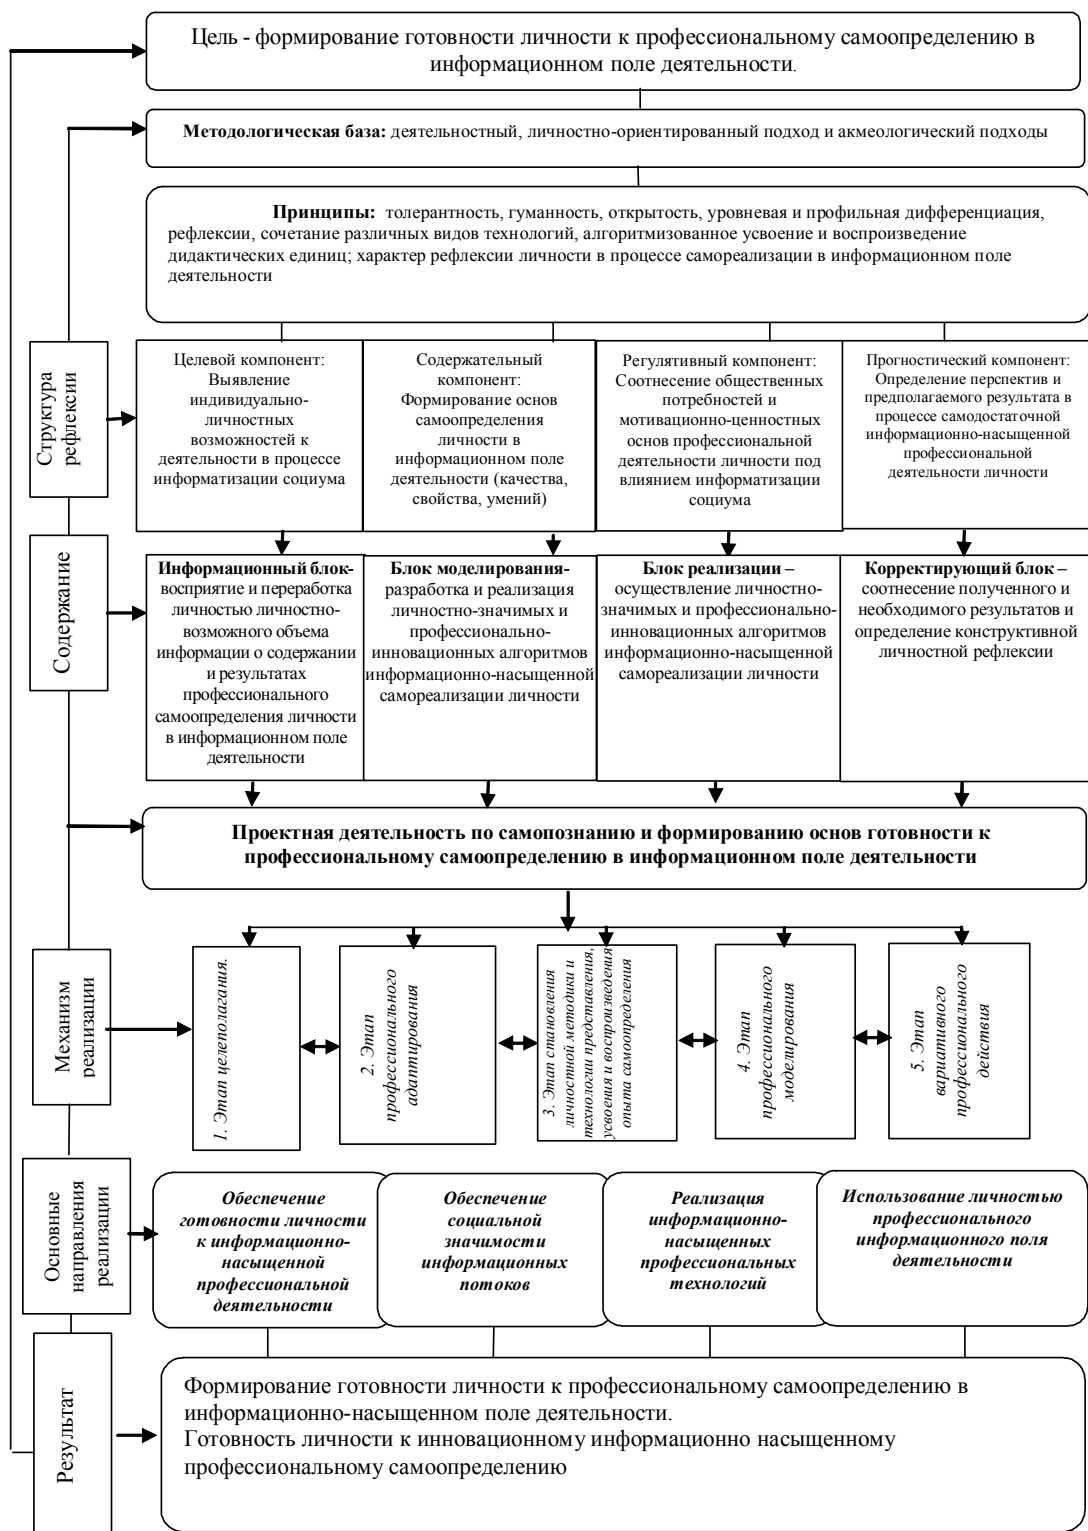 Цель - формирование готовности личности к профессиональному самоопределению в
информационном поле деятельности.
Методологическая база: деятельностный, личностно-ориентированный подход и акмеологический подходы
Принципы: толерантность, гуманность, открытость, уровневая и профильная дифференциация,
рефлексии, сочетание различных видов технологий, алгоритмизованное усвоение и воспроизведение
дидактических единиц; характер рефлексии личности в процессе самореализации в информационном поле
деятельности
Структура
рефлексии
Целевой компонент:
Выявление
индивидуально-
личностных
возможностей к
деятельности в процессе
информатизации социума
Содержательный
компонент:
Формирование основ
самоопределения
личности в
информационном поле
деятельности (качества,
свойства, умений)
Регулятивный компонент:
Соотнесение общественных
потребностей и
мотивационно-ценностных
основ профессиональной
деятельности личности под
влиянием информатизации
социума
Прогностический компонент:
Определение перспектив и
предполагаемого результата в
процессе самодостаточной
информационно-насыщенной
профессиональной
деятельности личности
Содержание
Информационный блок-
восприятие и переработка
личностью личностно-
возможного объема
информации о содержании
и результатах
профессионального
самоопределения личности
в информационном поле
деятельности
Блок моделирования-
разработка и реализация
личностно-значимых и
профессионально-
инновационных алгоритмов
информационно-насыщенной
самореализации личности
Блок реализации –
осуществление личностно-
значимых и профессионально-
инновационных алгоритмов
информационно-насыщенной
самореализации личности
Корректирующий блок –
соотнесение полученного и
необходимого результатов и
определение конструктивной
личностной рефлексии
Проектная деятельность по самопознанию и формированию основ готовности к
профессиональному самоопределению в информационном поле деятельности
Механизм
реализации
1. Этап целеполагания.
2. Этап
профессионального
адаптирования
3. Этап становления
личностной методики и
технологии представления,
усвоения и воспроизведения
опыта самоопределения
4. Этап
профессионального
моделирования
5. Этап
вариативного
профессионального
действия
Основные
направления
реализации
Обеспечение
готовности личности
к информационно-
насыщенной
профессиональной
деятельности
Обеспечение
социальной
значимости
информационных
потоков
Реализация
информационно-
насыщенных
профессиональных
технологий
Использование личностью
профессионального
информационного поля
деятельности
Результат
Формирование готовности личности к профессиональному самоопределению в
информационно-насыщенном поле деятельности.
Готовность личности к инновационному информационно насыщенному
профессиональному самоопределению